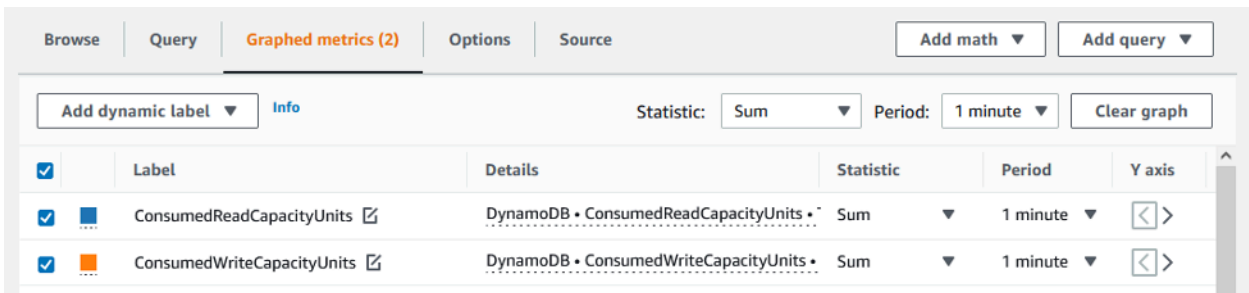 Browse Query Graphed metrics (2) Options Source Add math ▼ Add query ▼
Add dynamic label ▼ Info Statistic: Sum ▼ Period: 1 minute ▼ Clear graph
Label Details Statistic Period Y axis
ConsumedReadCapacityUnits DynamoDB • ConsumedReadCapacityUnits • Sum ▼ 1 minute ▼ < >
ConsumedWriteCapacityUnits DynamoDB • ConsumedWriteCapacityUnits • Sum ▼ 1 minute ▼ < >